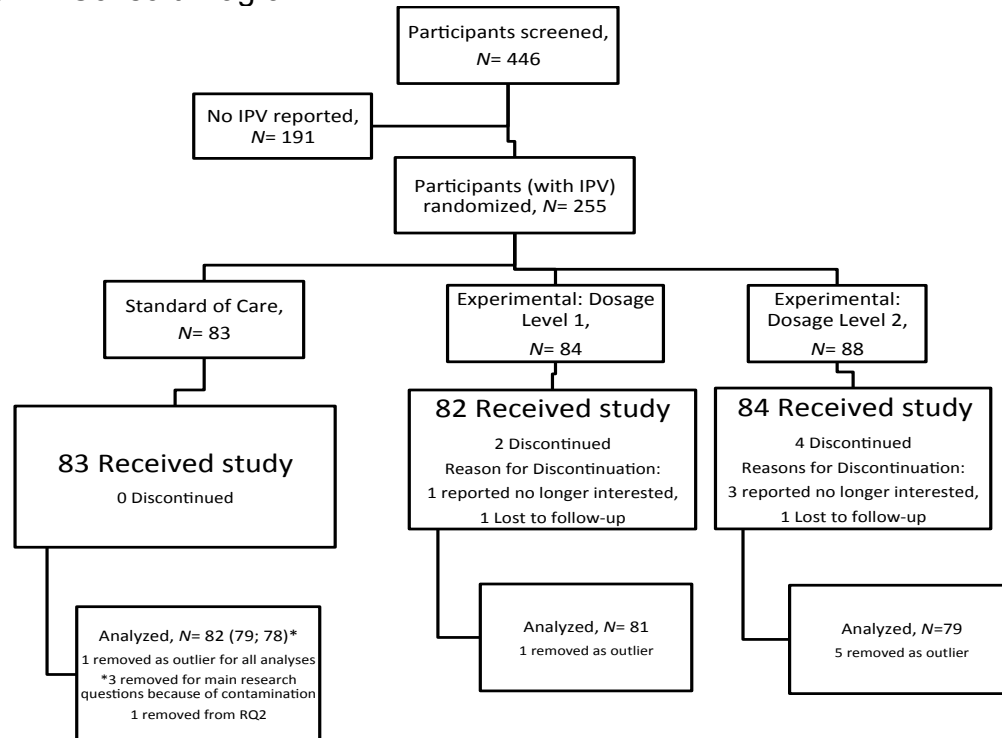 Participants screened,
N= 446
No IPV reported,
N= 191
Participants (with IPV)
randomized, N= 255
Standard of Care,
N= 83
Experimental: Dosage
Level 1,
N= 84
Experimental:
Dosage Level 2,
N= 88
83 Received study
0 Discontinued
82 Received study
2 Discontinued
Reason for Discontinuation:
1 reported no longer interested,
1 Lost to follow-up
84 Received study
4 Discontinued
Reasons for Discontinuation:
3 reported no longer interested,
1 Lost to follow-up
Analyzed, N= 82 (79; 78)*
1 removed as outlier for all analyses
*3 removed for main research
questions because of contamination
1 removed from RQ2
Analyzed, N= 81
1 removed as outlier
Analyzed, N=79
5 removed as outlier